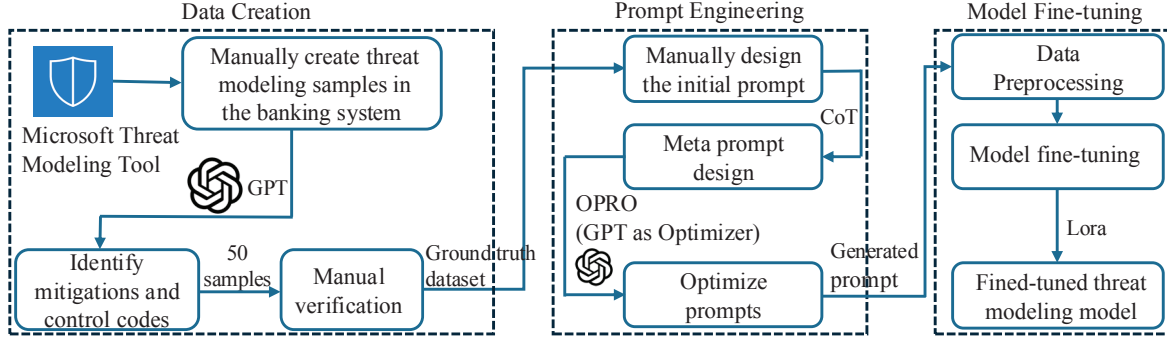 Data Creation
Manually create threat
modeling samples in
the banking system
Microsoft Threat
Modeling Tool
GPT
Identify
mitigations and
control codes
50
samples
Manual
verification
Ground truth
dataset
Prompt Engineering
Manually design
the initial prompt
CoT
Meta prompt
design
OPRO
(GPT as Optimizer)
Optimize
prompts
Generated
prompt
Model Fine-tuning
Data
Preprocessing
Model fine-tuning
Lora
Fined-tuned threat
modeling model